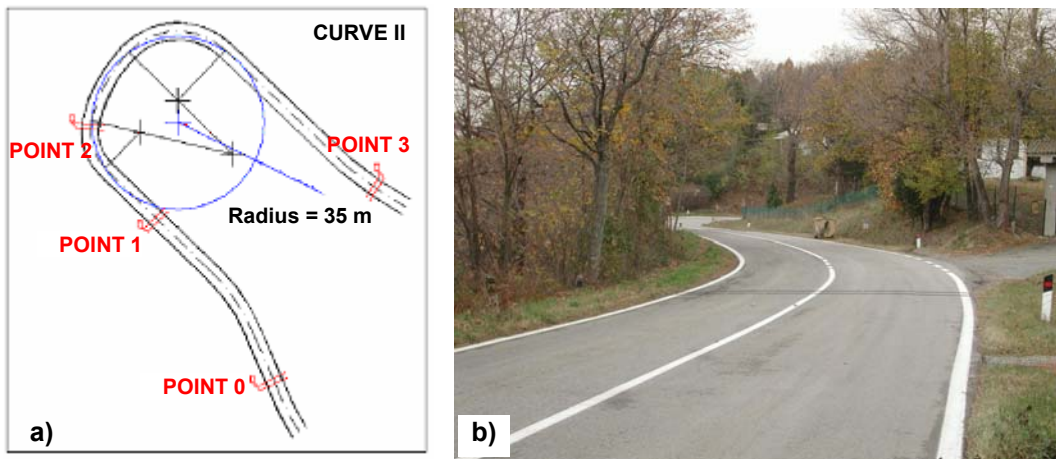 CURVE II
POINT 2
POINT 3
Radius = 35 m
POINT 1
POINT 0
a)
b)